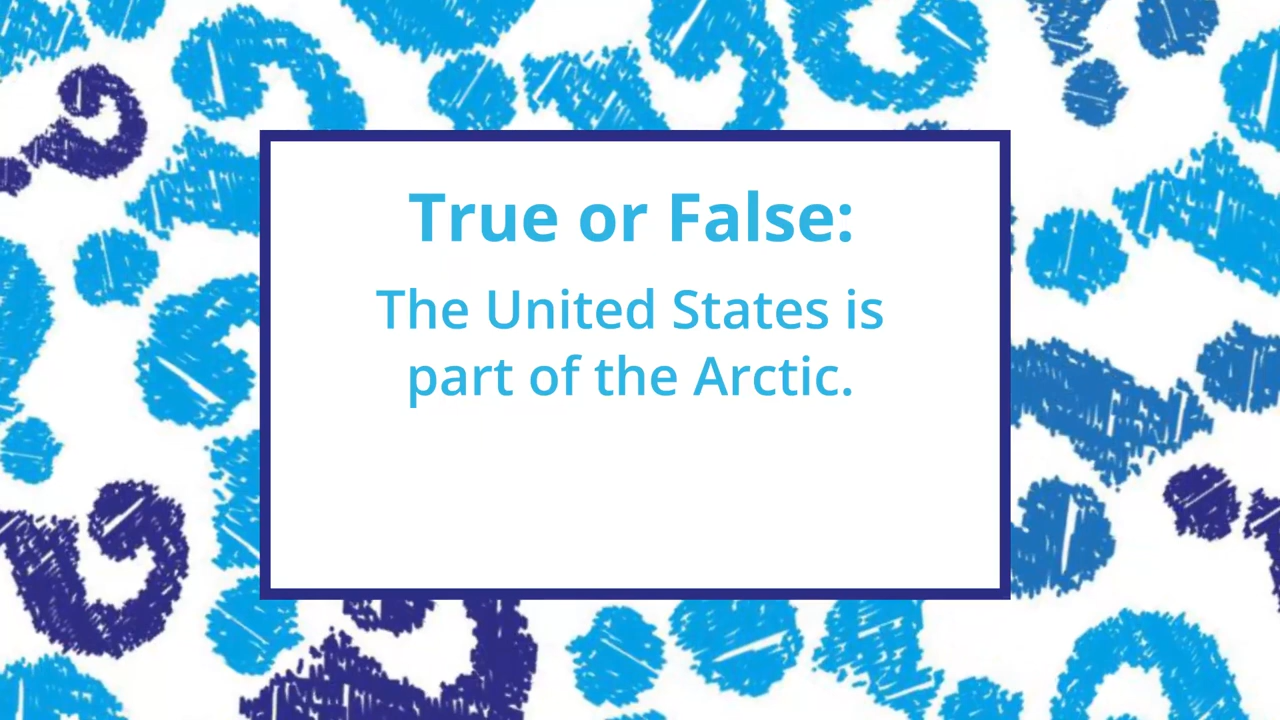 True or False:
The United States is
part of the Arctic.